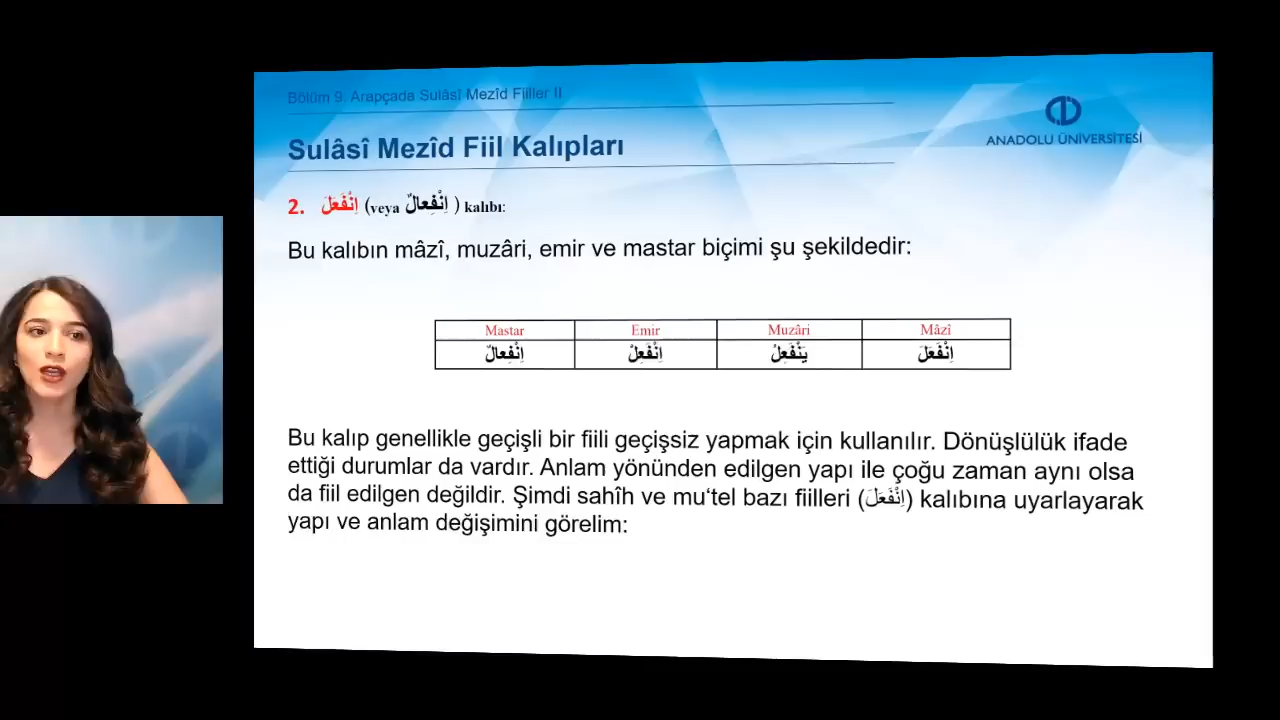 Bölüm 9. Arapçada Sulâsî Mezîd Fiiller II
ANADOLU ÜNİVERSİTESİ
Sulâsî Mezîd Fiil Kalıpları
2. اِنْفَعَلَ (veya اِنْفِعالٌ ) kalıbı:
Bu kalıbın mâzî, muzâri, emir ve mastar biçimi şu şekildedir:
Mastar Emir Muzâri Mâzî
اِنْفِعالٌ اِنْفَعِلْ يَنْفَعِلُ اِنْفَعَلَ
Bu kalıp genellikle geçişli bir fiili geçişsiz yapmak için kullanılır. Dönüşlülük ifade
ettiği durumlar da vardır. Anlam yönünden edilgen yapı ile çoğu zaman aynı olsa
da fiil edilgen değildir. Şimdi sahîh ve mu‘tel bazı fiilleri (اِنْفَعَلَ) kalıbına uyarlayarak
yapı ve anlam değişimini görelim: